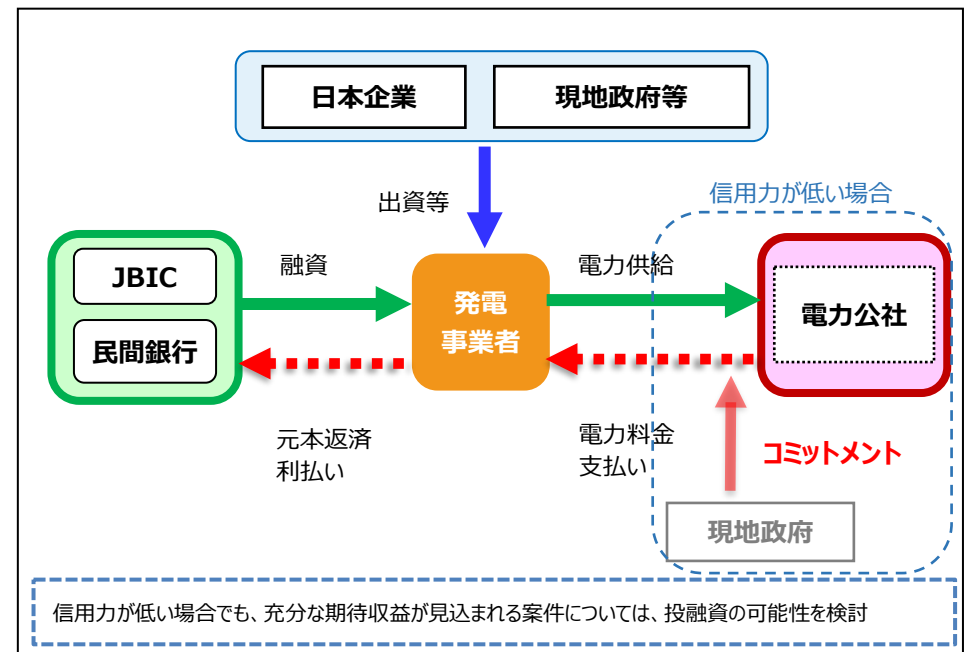 日本企業
現地政府等
出資等
信用力が低い場合
JBIC
民間銀行
融資
発電
事業者
電力供給
電力公社
元本返済
利払い
電力料金
支払い
コミットメント
現地政府
信用力が低い場合でも、充分な期待収益が見込まれる案件については、投融資の可能性を検討